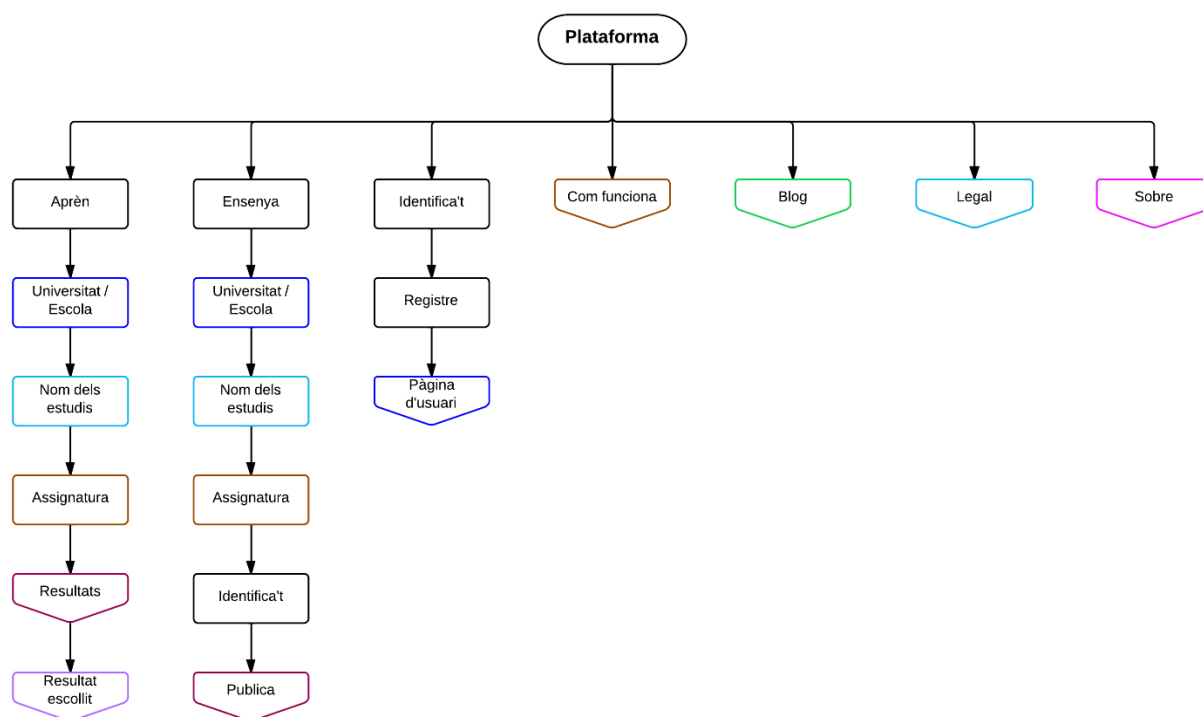 Plataforma
Aprèn
Ensenya
Identifica't
Com funciona
Blog
Legal
Sobre
Universitat /
Escola
Universitat /
Escola
Registre
Nom dels
estudis
Nom dels
estudis
Pàgina
d'usuari
Assignatura
Assignatura
Resultats
Identifica't
Resultat
escollit
Publica